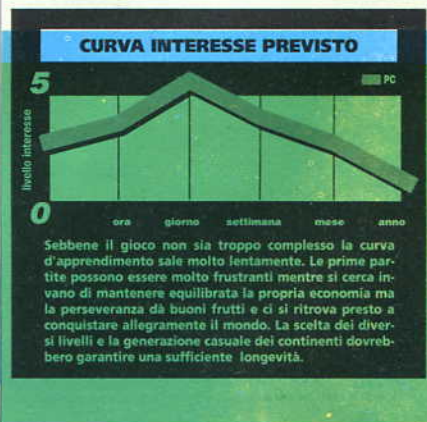 CURVA INTERESSE PREVISTO
5
PC
livello interesse
0
ora giorno settimana mese anno
Sebbene il gioco non sia troppo complesso la curva
d'apprendimento sale molto lentamente. Le prime par-
tite possono essere molto frustranti mentre si cerca in-
vano di mantenere equilibrata la propria economia ma
la perseveranza dà buoni frutti e ci si ritrova presto a
conquistare allegramente il mondo. La scelta dei diver-
si livelli e la generazione casuale dei continenti dovreb-
bero garantire una sufficiente longevità.